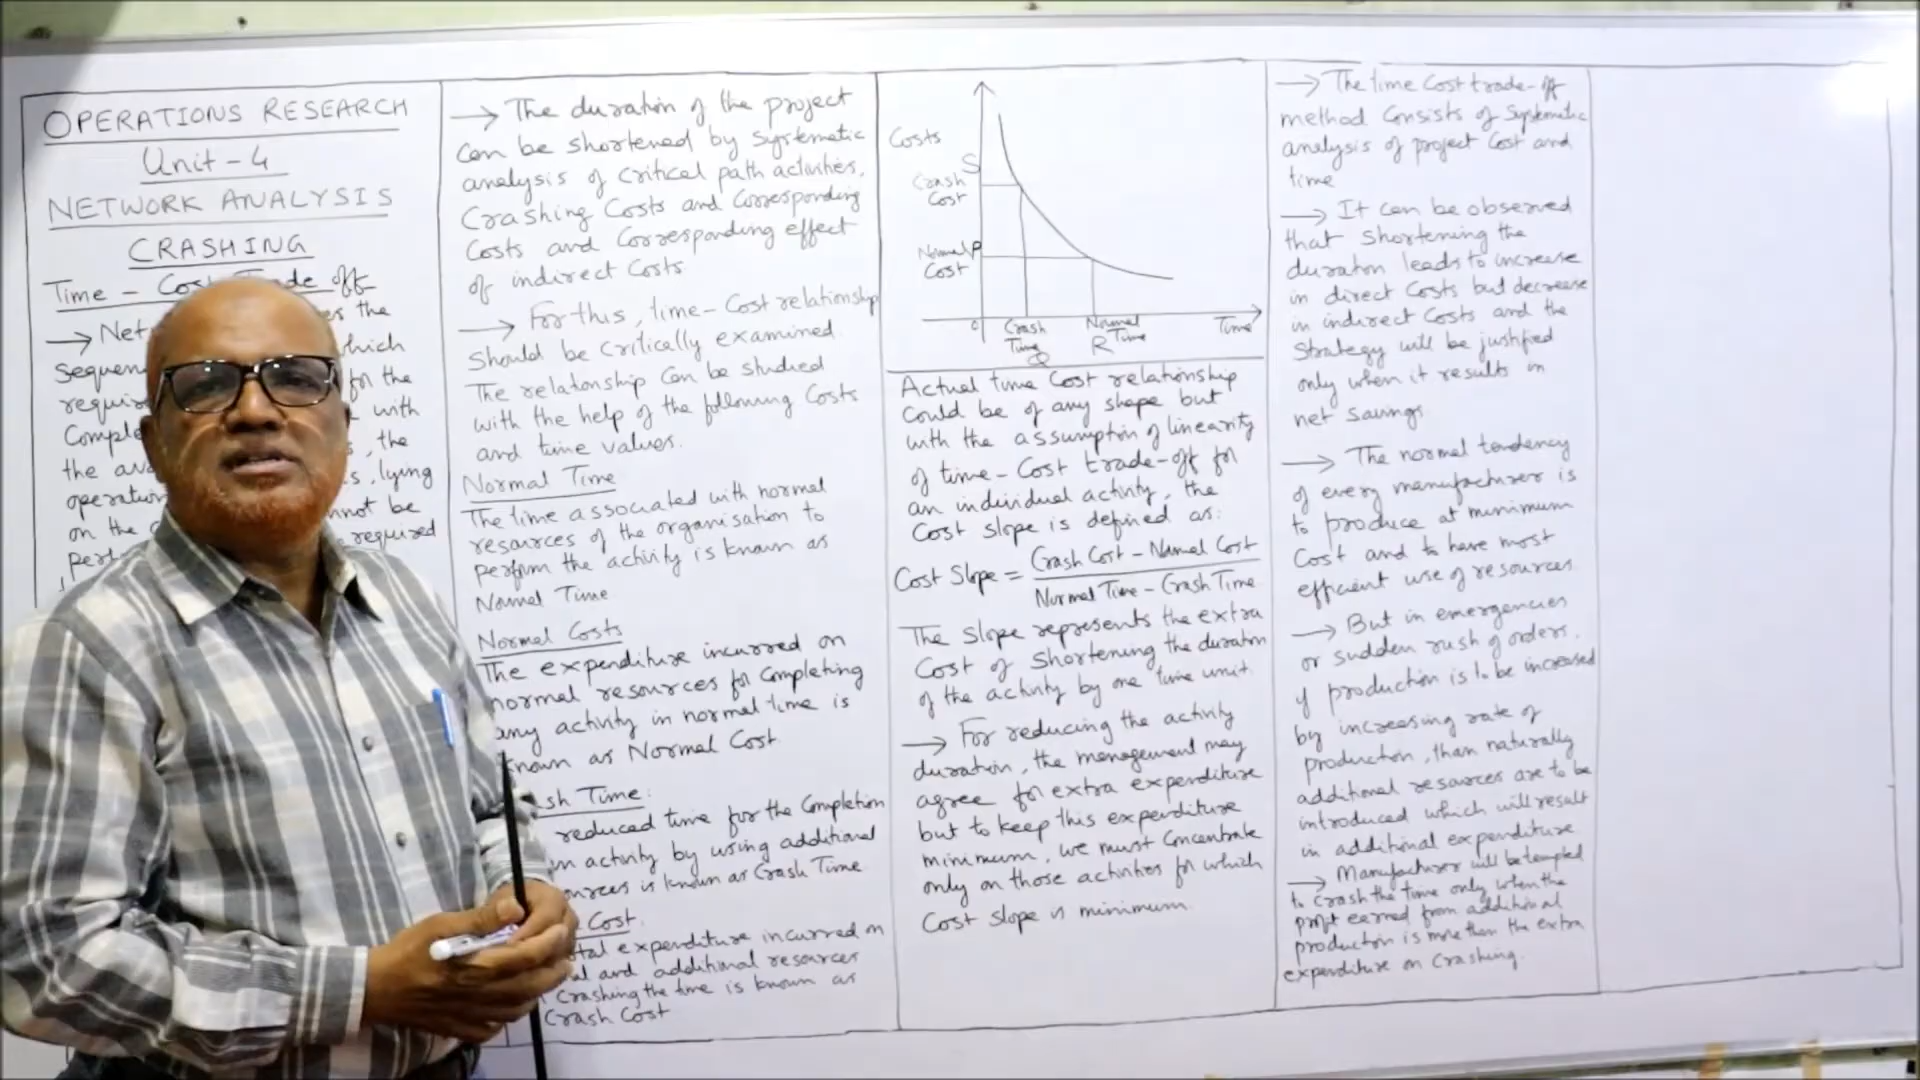 OPERATIONS RESEARCH
Unit-4
NETWORK ANALYSIS
CRASHING
Time - Cost Trade off
→ Net the
Sequen which
requir for the
Comple with
the ava , the
operation , lying
on the nnot be
perf required
→ The duration of the project
can be shortened by systematic
analysis of critical path activities,
Crashing Costs and Corresponding
Costs and Corresponding effect
of indirect Costs
→ For this, time-Cost relationship
should be critically examined.
The relationship can be studied
with the help of the following Costs
and time values.
Normal Time
The time associated with normal
resources of the organisation to
perform the activity is known as
Normal Time
Normal Costs
The expenditure incurred on
normal resources for Completing
any activity in normal time is
known as Normal Cost
sh Time:
reduced time for the Completion
an activity by using additional
ources is known as Crash Time
Cost.
otal expenditure incurred on
al and additional resources
Crashing the time is known as
Crash Cost
Costs
S
Crash
Cost
Normal P
Cost
0
Crash
Time
Q
Normal
Time
R
Time
Actual time Cost relationship
Could be of any shape but
with the assumption of linearity
of time-Cost trade-off for
an individual activity, the
Cost slope is defined as:
Cost Slope = Crash Cost - Normal Cost
Normal Time - Crash Time
The slope represents the extra
Cost of shortening the duration
of the activity by one time unit.
→ For reducing the activity
duration, the management may
agree for extra expenditure
but to keep this expenditure
minimum, we must Concentrate
only on those activities for which
Cost slope is minimum.
→ The time Cost trade-off
method Consists of Systematic
analysis of project Cost and
time
→ It can be observed
that shortening the
duration leads to increase
in direct Costs but decrease
in indirect Costs and the
strategy will be justified
only when it results in
net savings.
→ The normal tendency
of every manufacturer is
to produce at minimum
Cost and to have most
efficient use of resources
→ But in emergencies
or sudden rush of orders,
if production is to be increased
by increasing rate of
production, than naturally
additional resources are to be
introduced which will result
in additional expenditure
→ Manufacturer will be tempted
to crash the time only when the
profit earned from additional
production is more than the extra
expenditure on Crashing.